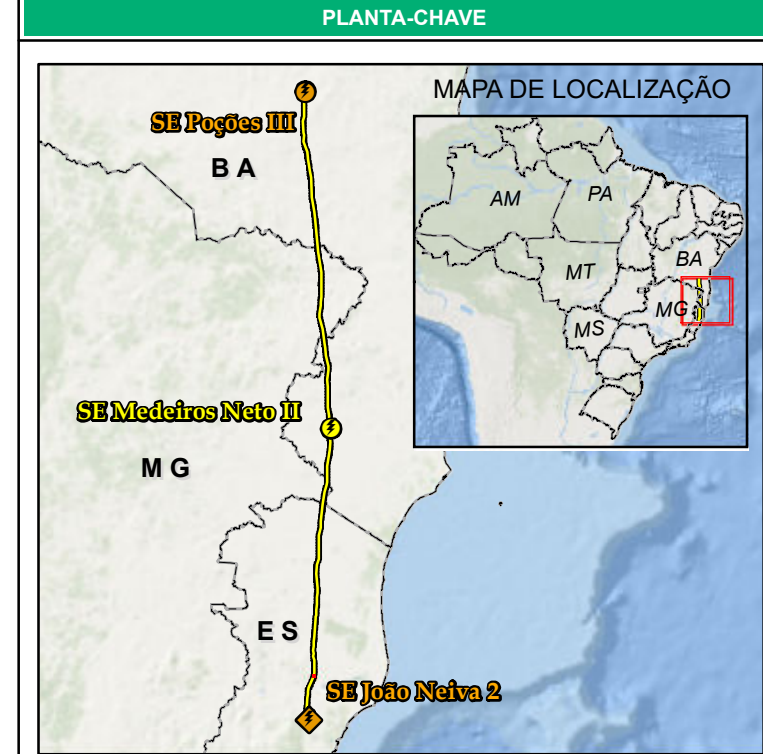 PLANTA-CHAVE
MAPA DE LOCALIZAÇÃO
SE Poções III
B A
AM
PA
BA
MT
MG
MS
SE Medeiros Neto II
M G
E S
SE João Neiva 2